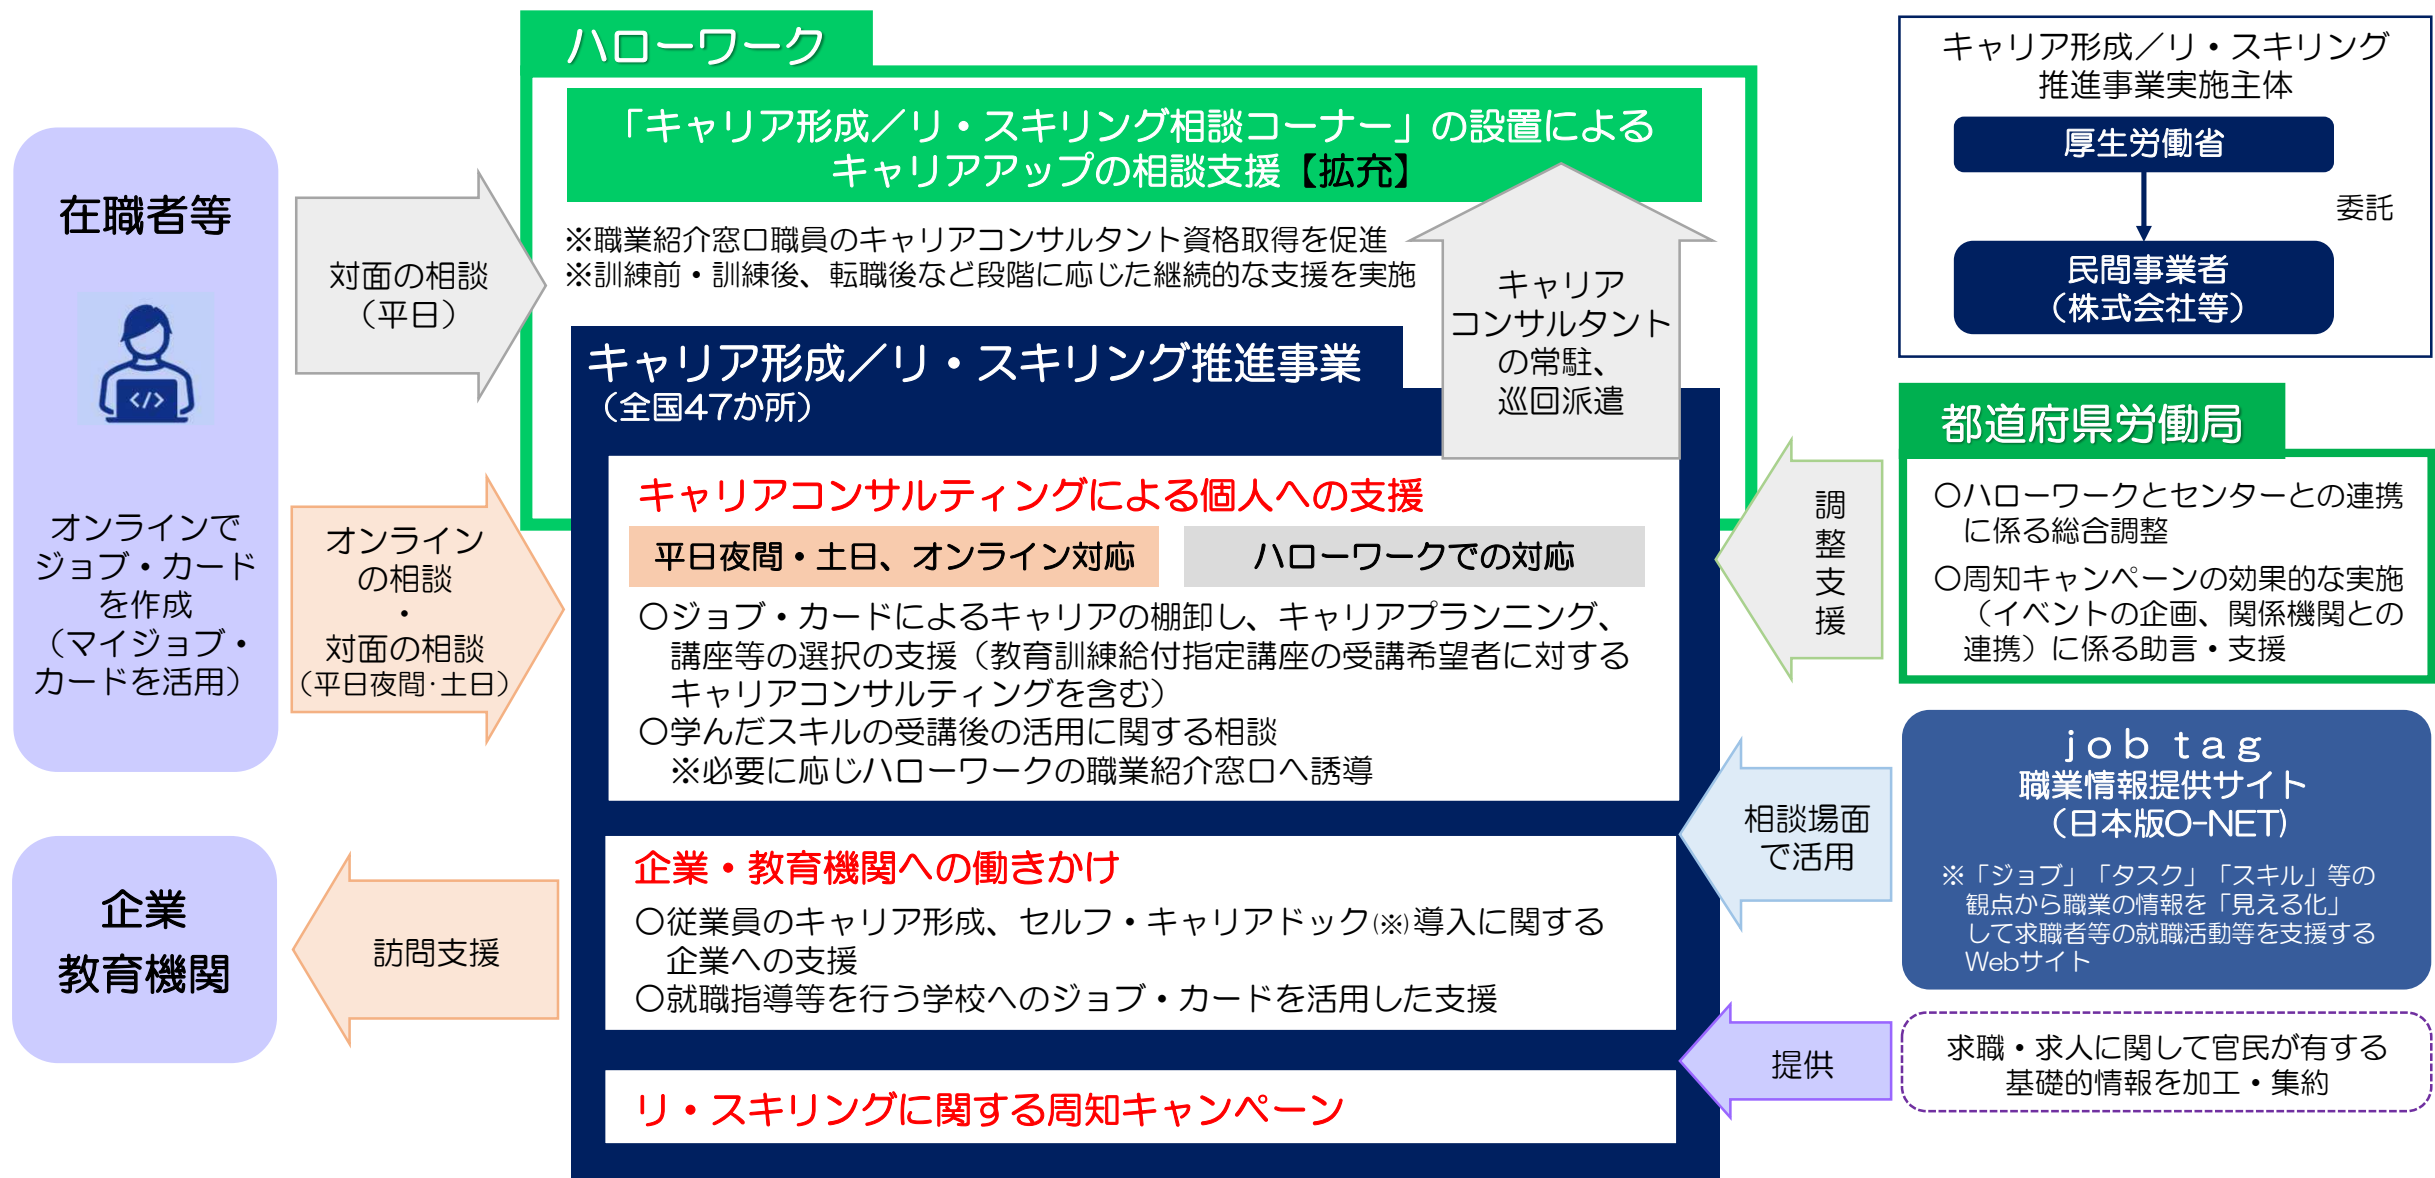 ハローワーク
「キャリア形成／リ・スキリング相談コーナー」の設置による
キャリアアップの相談支援【拡充】
※職業紹介窓口職員のキャリアコンサルタント資格取得を促進
※訓練前・訓練後、転職後など段階に応じた継続的な支援を実施
キャリア
コンサルタント
の常駐、
巡回派遣
在職者等
</>
オンラインで
ジョブ・カード
を作成
（マイジョブ・
カードを活用）
対面の相談
（平日）
オンライン
の相談
・
対面の相談
（平日夜間・土日）
キャリア形成／リ・スキリング推進事業
（全国47か所）
キャリアコンサルティングによる個人への支援
平日夜間・土日、オンライン対応
ハローワークでの対応
〇ジョブ・カードによるキャリアの棚卸し、キャリアプランニング、
講座等の選択の支援（教育訓練給付指定講座の受講希望者に対する
キャリアコンサルティングを含む）
〇学んだスキルの受講後の活用に関する相談
※必要に応じハローワークの職業紹介窓口へ誘導
企業・教育機関への働きかけ
〇従業員のキャリア形成、セルフ・キャリアドック(※)導入に関する
企業への支援
〇就職指導等を行う学校へのジョブ・カードを活用した支援
リ・スキリングに関する周知キャンペーン
企業
教育機関
訪問支援
キャリア形成／リ・スキリング
推進事業実施主体
厚生労働省
委託
民間事業者
（株式会社等）
都道府県労働局
〇ハローワークとセンターとの連携
に係る総合調整
〇周知キャンペーンの効果的な実施
（イベントの企画、関係機関との
連携）に係る助言・支援
調
整
支
援
ｊｏｂ ｔａｇ
職業情報提供サイト
（日本版O-NET)
※「ジョブ」「タスク」「スキル」等の
観点から職業の情報を「見える化」
して求職者等の就職活動等を支援する
Webサイト
相談場面
で活用
提供
求職・求人に関して官民が有する
基礎的情報を加工・集約